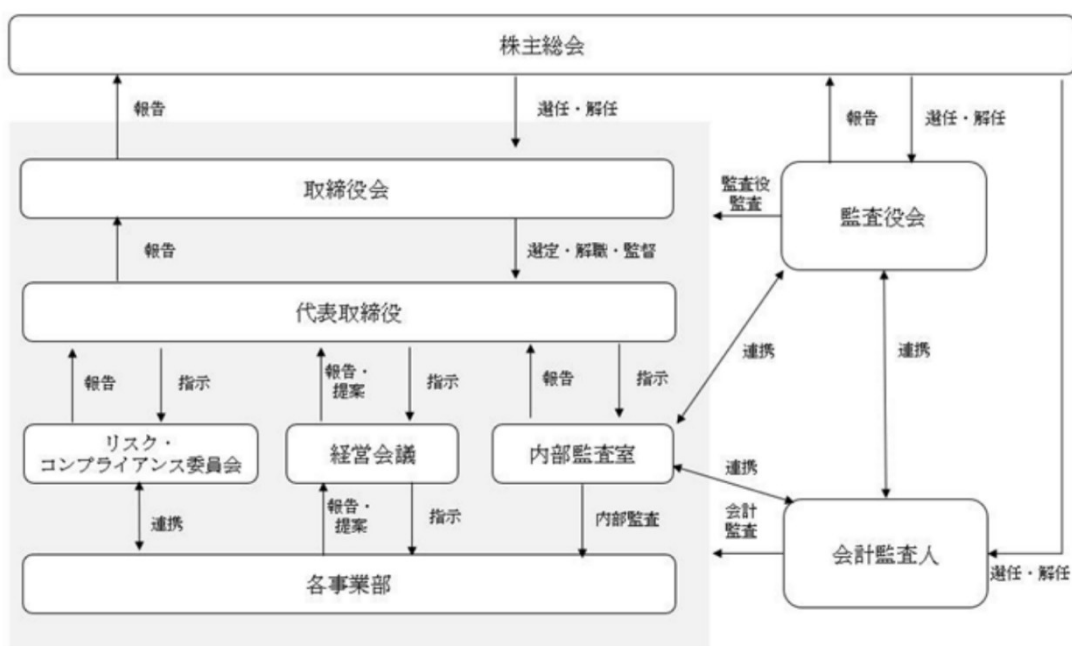 株主総会
報告
選任・解任
報告
選任・解任
取締役会
監査役
監査
監査役会
報告
選定・解職・監督
代表取締役
連携
連携
報告
指示
報告・
提案
指示
報告
指示
リスク・
コンプライアンス委員会
経営会議
内部監査室
連携
連携
報告・
提案
指示
内部監査
会計
監査
会計監査人
選任・解任
各事業部